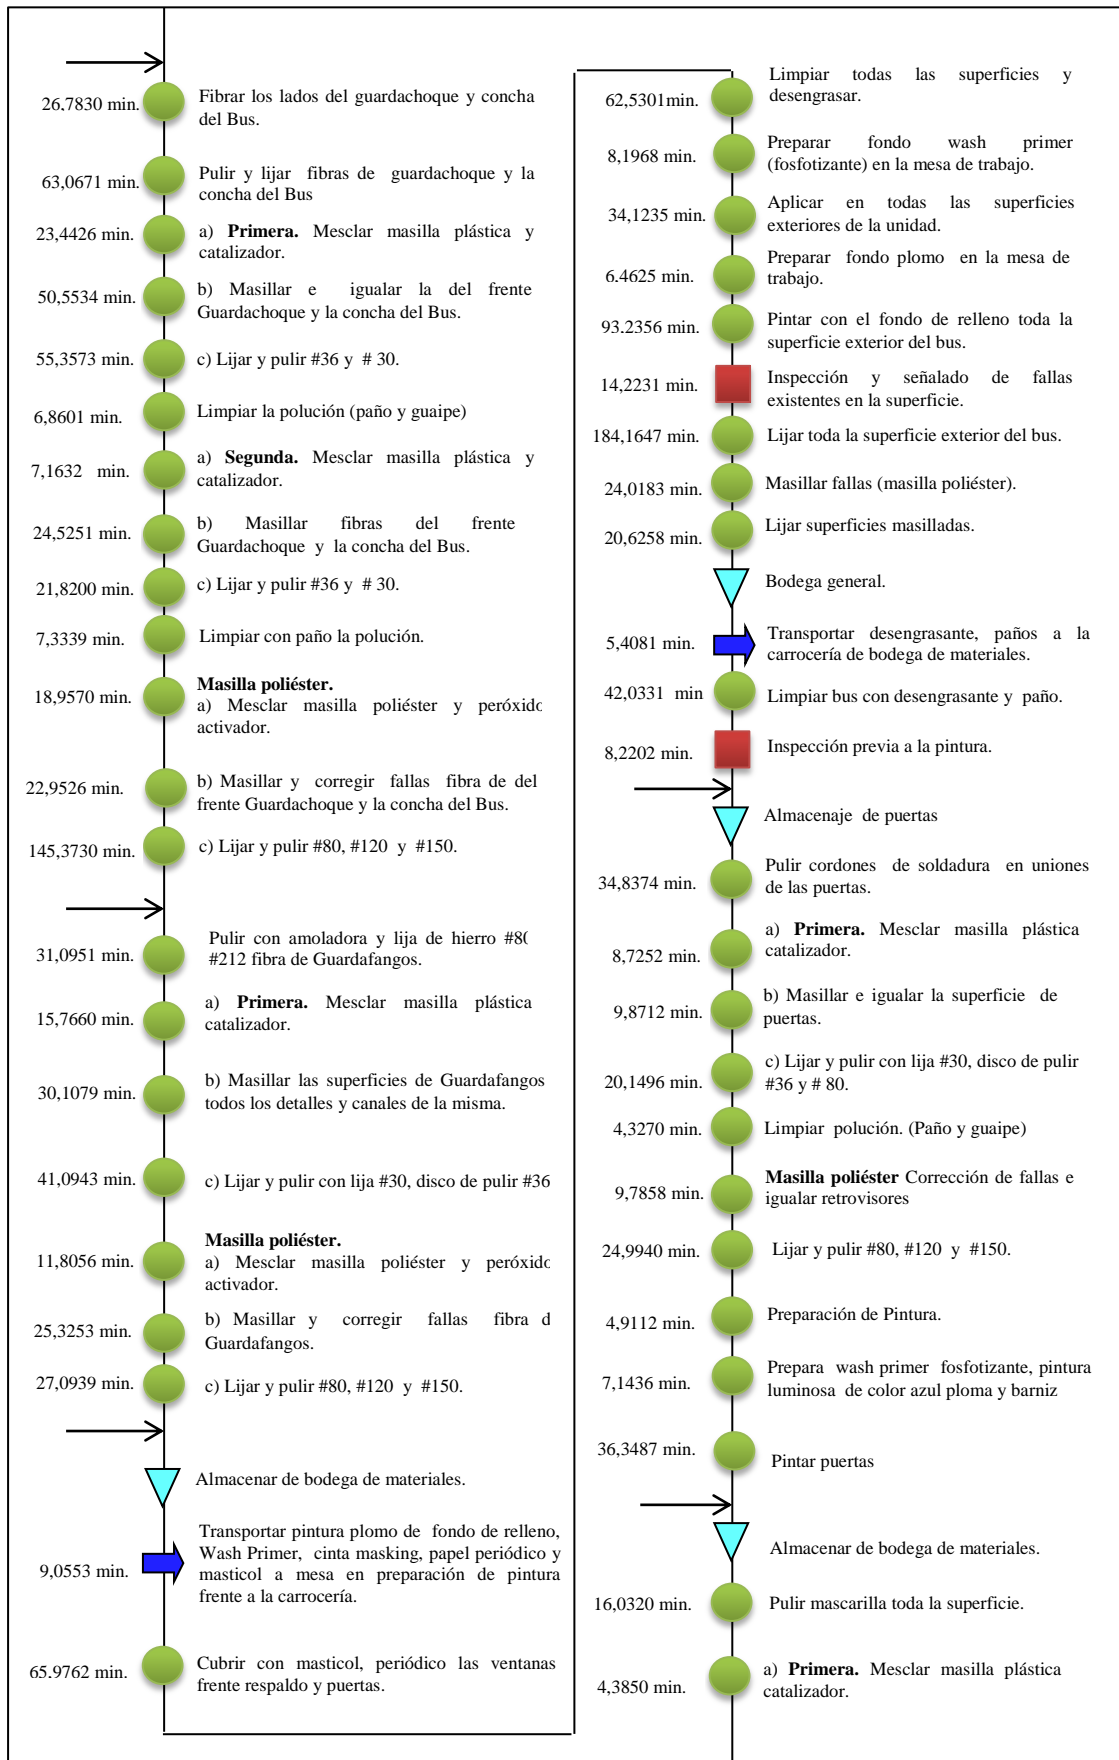 26,7830 min.
Fibrar los lados del guardachoque y concha
del Bus.
63,0671 min.
Pulir y lijar fibras de guardachoque y la
concha del Bus
23,4426 min.
a) Primera. Mesclar masilla plástica y
catalizador.
50,5534 min.
b) Masillar e igualar la del frente
Guardachoque y la concha del Bus.
55,3573 min.
c) Lijar y pulir #36 y # 30.
6,8601 min.
Limpiar la polución (paño y guaipe)
7,1632 min.
a) Segunda. Mesclar masilla plástica y
catalizador.
24,5251 min.
b) Masillar fibras del frente
Guardachoque y la concha del Bus.
21,8200 min.
c) Lijar y pulir #36 y # 30.
7,3339 min.
Limpiar con paño la polución.
18,9570 min.
Masilla poliéster.
a) Mesclar masilla poliéster y peróxido
activador.
22,9526 min.
b) Masillar y corregir fallas fibra de del
frente Guardachoque y la concha del Bus.
145,3730 min.
c) Lijar y pulir #80, #120 y #150.
31,0951 min.
Pulir con amoladora y lija de hierro #80
#212 fibra de Guardafangos.
15,7660 min.
a) Primera. Mesclar masilla plástica
catalizador.
30,1079 min.
b) Masillar las superficies de Guardafangos
todos los detalles y canales de la misma.
41,0943 min.
c) Lijar y pulir con lija #30, disco de pulir #36
11,8056 min.
Masilla poliéster.
a) Mesclar masilla poliéster y peróxido
activador.
25,3253 min.
b) Masillar y corregir fallas fibra d
Guardafangos.
27,0939 min.
c) Lijar y pulir #80, #120 y #150.
Almacenar de bodega de materiales.
9,0553 min.
Transportar pintura plomo de fondo de relleno,
Wash Primer, cinta masking, papel periódico y
masticol a mesa en preparación de pintura
frente a la carrocería.
65.9762 min.
Cubrir con masticol, periódico las ventanas
frente respaldo y puertas.
62,5301min.
Limpiar todas las superficies y
desengrasar.
8,1968 min.
Preparar fondo wash primer
(fosfotizante) en la mesa de trabajo.
34,1235 min.
Aplicar en todas las superficies
exteriores de la unidad.
6.4625 min.
Preparar fondo plomo en la mesa de
trabajo.
93.2356 min.
Pintar con el fondo de relleno toda la
superficie exterior del bus.
14,2231 min.
Inspección y señalado de fallas
existentes en la superficie.
184,1647 min.
Lijar toda la superficie exterior del bus.
24,0183 min.
Masillar fallas (masilla poliéster).
20,6258 min.
Lijar superficies masilladas.
Bodega general.
5,4081 min.
Transportar desengrasante, paños a la
carrocería de bodega de materiales.
42,0331 min
Limpiar bus con desengrasante y paño.
8,2202 min.
Inspección previa a la pintura.
Almacenaje de puertas
34,8374 min.
Pulir cordones de soldadura en uniones
de las puertas.
8,7252 min.
a) Primera. Mesclar masilla plástica
catalizador.
9,8712 min.
b) Masillar e igualar la superficie de
puertas.
20,1496 min.
c) Lijar y pulir con lija #30, disco de pulir
#36 y # 80.
4,3270 min.
Limpiar polución. (Paño y guaipe)
9,7858 min.
Masilla poliéster Corrección de fallas e
igualar retrovisores
24,9940 min.
Lijar y pulir #80, #120 y #150.
4,9112 min.
Preparación de Pintura.
7,1436 min.
Prepara wash primer fosfotizante, pintura
luminosa de color azul ploma y barniz
36,3487 min.
Pintar puertas
Almacenar de bodega de materiales.
16,0320 min.
Pulir mascarilla toda la superficie.
4,3850 min.
a) Primera. Mesclar masilla plástica
catalizador.